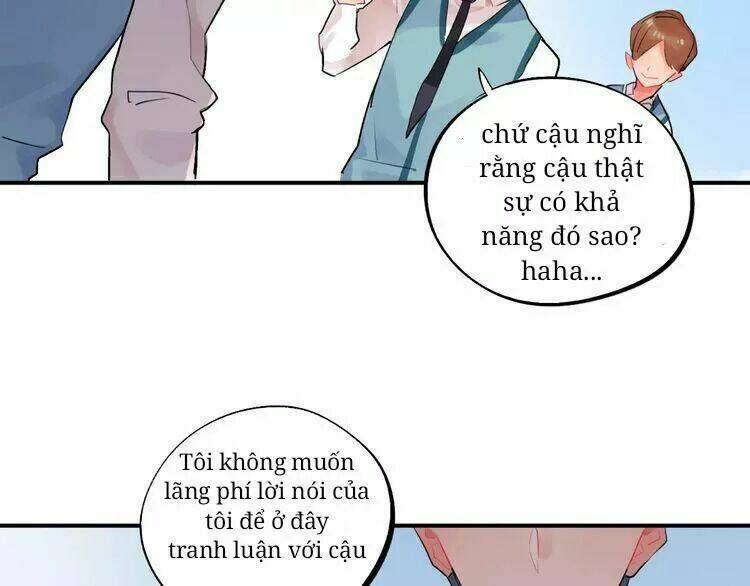 chứ cậu nghĩ
rằng cậu thật
sự có khả
năng đó sao?
haha...
Tôi không muốn
lãng phí lời nói của
tôi để ở đây
tranh luận với cậu